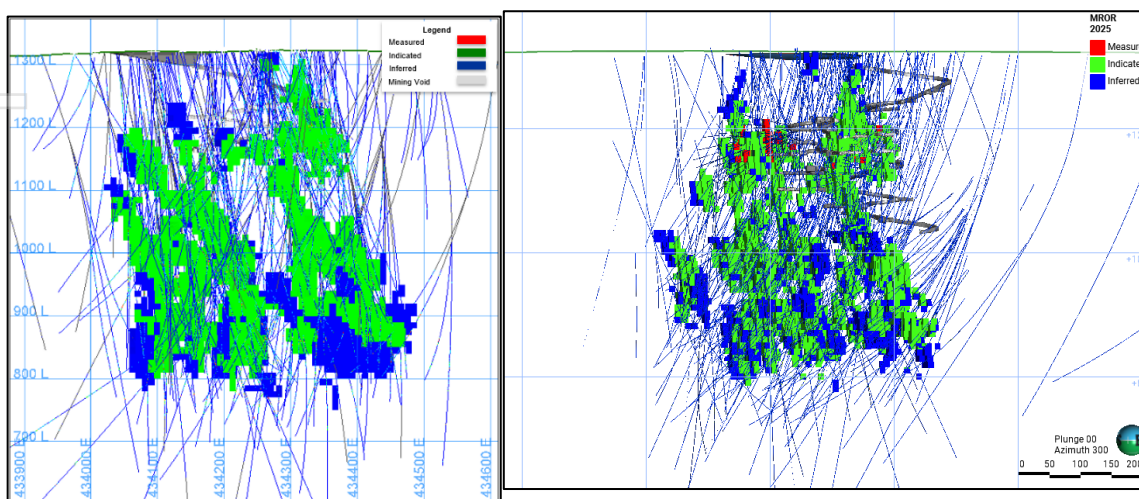 Legend
Measured
Indicated
Inferred
Mining Void
1300 L
1200 L
1100 L
1000 L
900 L
800 L
700 L
433900 E
434000 E
434100 E
434200 E
434300 E
434400 E
434500 E
434600 E
MROR
2025
Measur
Indicate
Inferred
Plunge 00
Azimuth 300
0 50 100 150 200